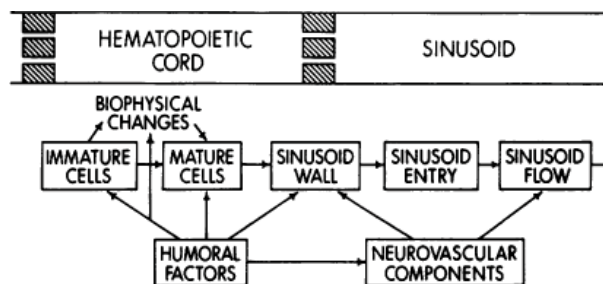 HEMATOPOIETIC
CORD
SINUSOID
BIOPHYSICAL
CHANGES
IMMATURE
CELLS
MATURE
CELLS
SINUSOID
WALL
SINUSOID
ENTRY
SINUSOID
FLOW
HUMORAL
FACTORS
NEUROVASCULAR
COMPONENTS